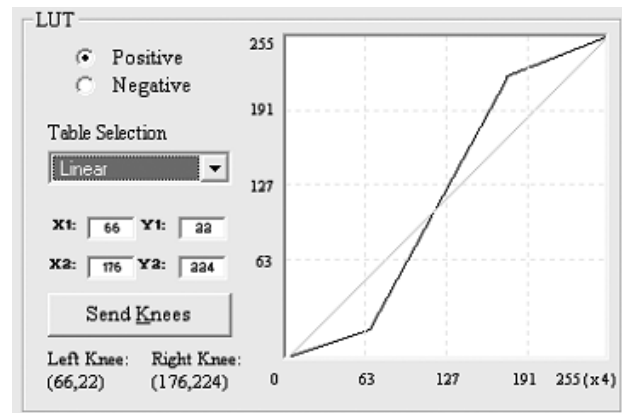 LUT
Positive
Negative
Table Selection
Linear
X1: 66 Y1: 22
X2: 176 Y2: 224
Send Knees
Left Knee: Right Knee:
(66,22) (176,224)
255
191
127
63
0 63 127 191 255(x4)